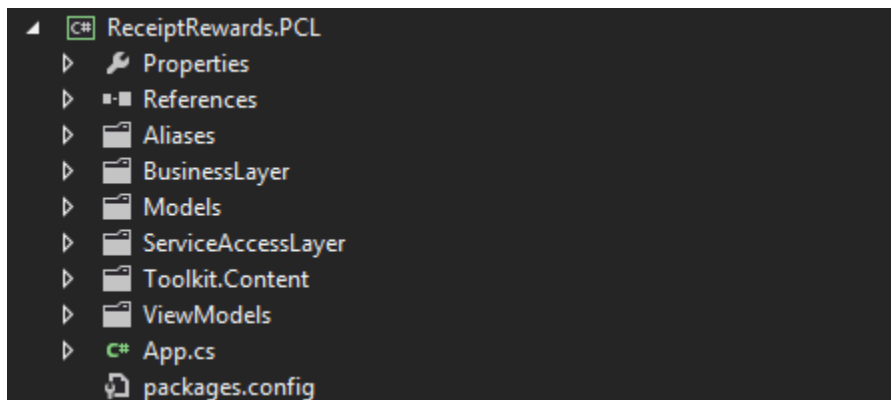 C# ReceiptRewards.PCL
Properties
References
Aliases
BusinessLayer
Models
ServiceAccessLayer
Toolkit.Content
ViewModels
C# App.cs
packages.config